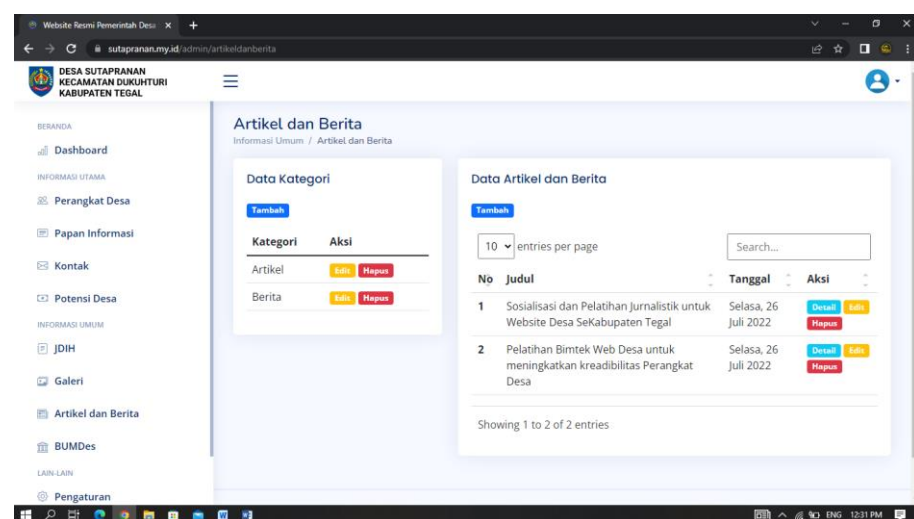 Website Resmi Pemerintah Desa
sutapranan.my.id/admin/artikeldanberita
DESA SUTAPRANAN
KECAMATAN DUKUHTURI
KABUPATEN TEGAL
BERANDA
Dashboard
INFORMASI UTAMA
Perangkat Desa
Papan Informasi
Kontak
Potensi Desa
INFORMASI UMUM
JDIH
Galeri
Artikel dan Berita
BUMDes
LAIN-LAIN
Pengaturan
Artikel dan Berita
Informasi Umum / Artikel dan Berita
Data Kategori
Tambah
Kategori Aksi
Artikel Edit Hapus
Berita Edit Hapus
Data Artikel dan Berita
Tambah
10 entries per page Search...
No Judul Tanggal Aksi
1 Sosialisasi dan Pelatihan Jurnalistik untuk Selasa, 26 Detail Edit
Website Desa SeKabupaten Tegal Juli 2022 Hapus
2 Pelatihan Bimtek Web Desa untuk Selasa, 26 Detail Edit
meningkatkan kreadibilitas Perangkat Juli 2022 Hapus
Desa
Showing 1 to 2 of 2 entries
ENG 12:31 PM